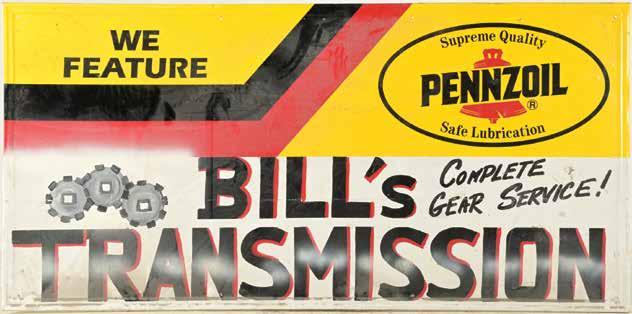 WE
FEATURE
Supreme Quality
PENNZOIL
®
Safe Lubrication
BILL'S
COMPLETE
GEAR SERVICE!
TRANSMISSION